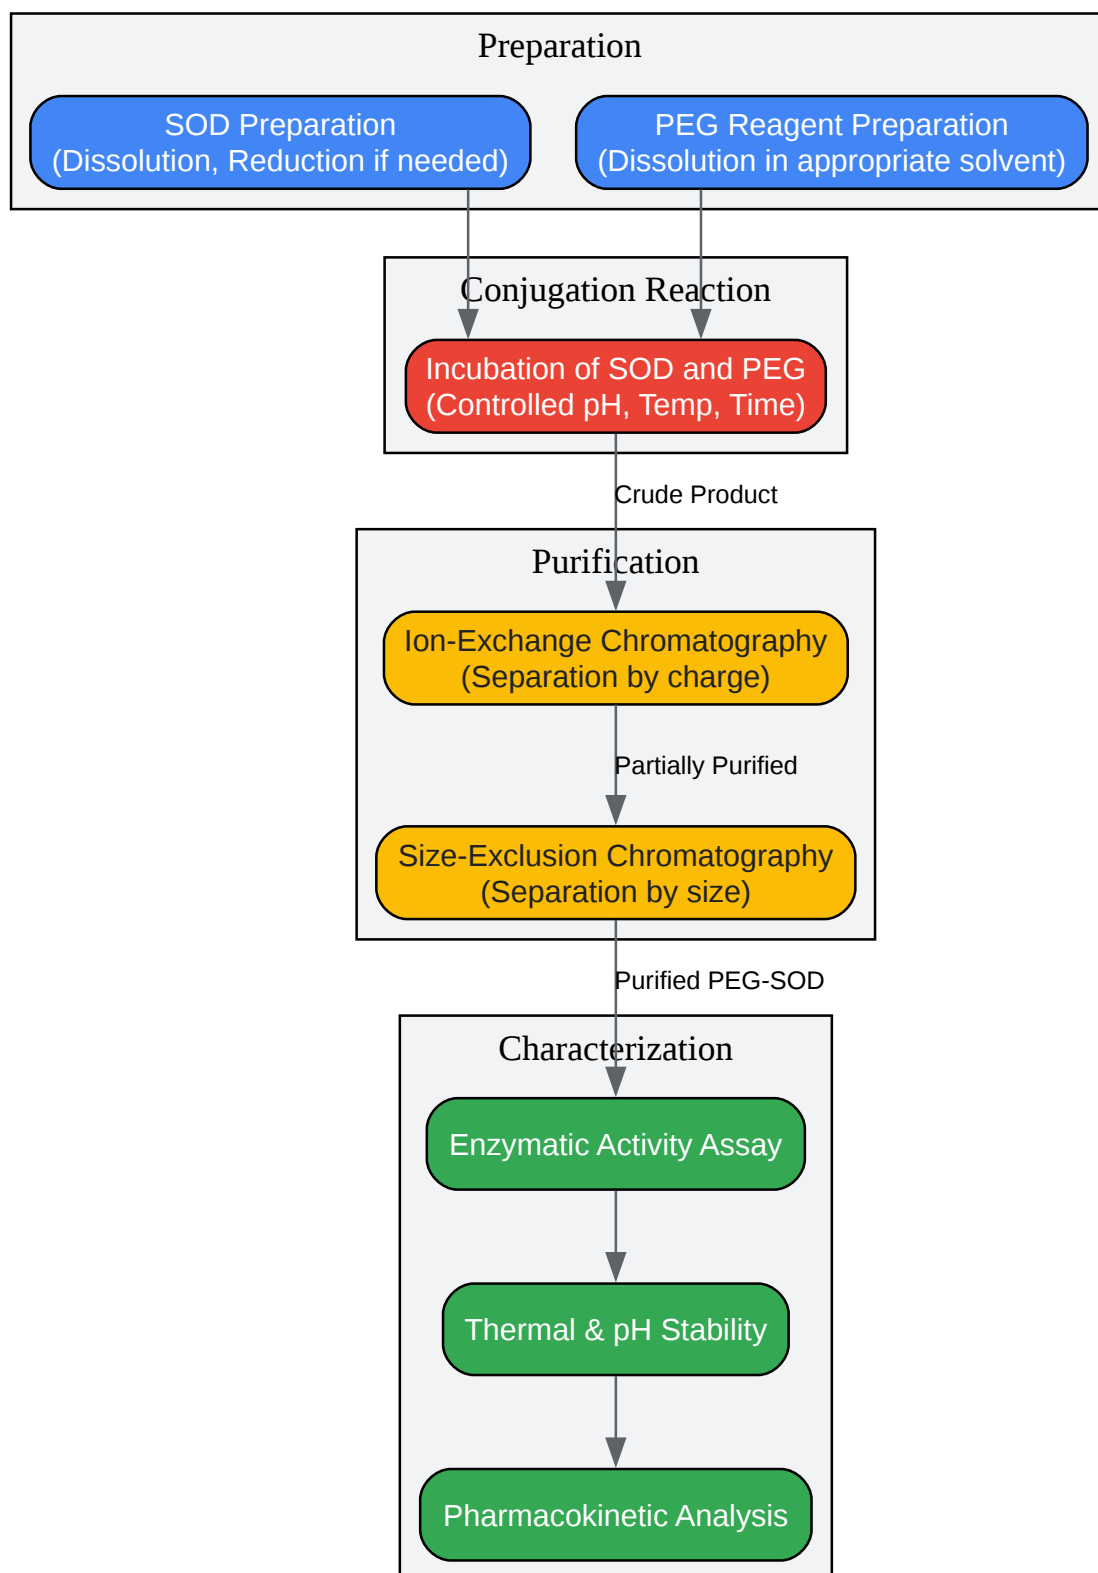 Preparation
SOD Preparation
(Dissolution, Reduction if needed)
PEG Reagent Preparation
(Dissolution in appropriate solvent)
Conjugation Reaction
Incubation of SOD and PEG
(Controlled pH, Temp, Time)
Crude Product
Purification
Ion-Exchange Chromatography
(Separation by charge)
Partially Purified
Size-Exclusion Chromatography
(Separation by size)
Purified PEG-SOD
Characterization
Enzymatic Activity Assay
Thermal & pH Stability
Pharmacokinetic Analysis